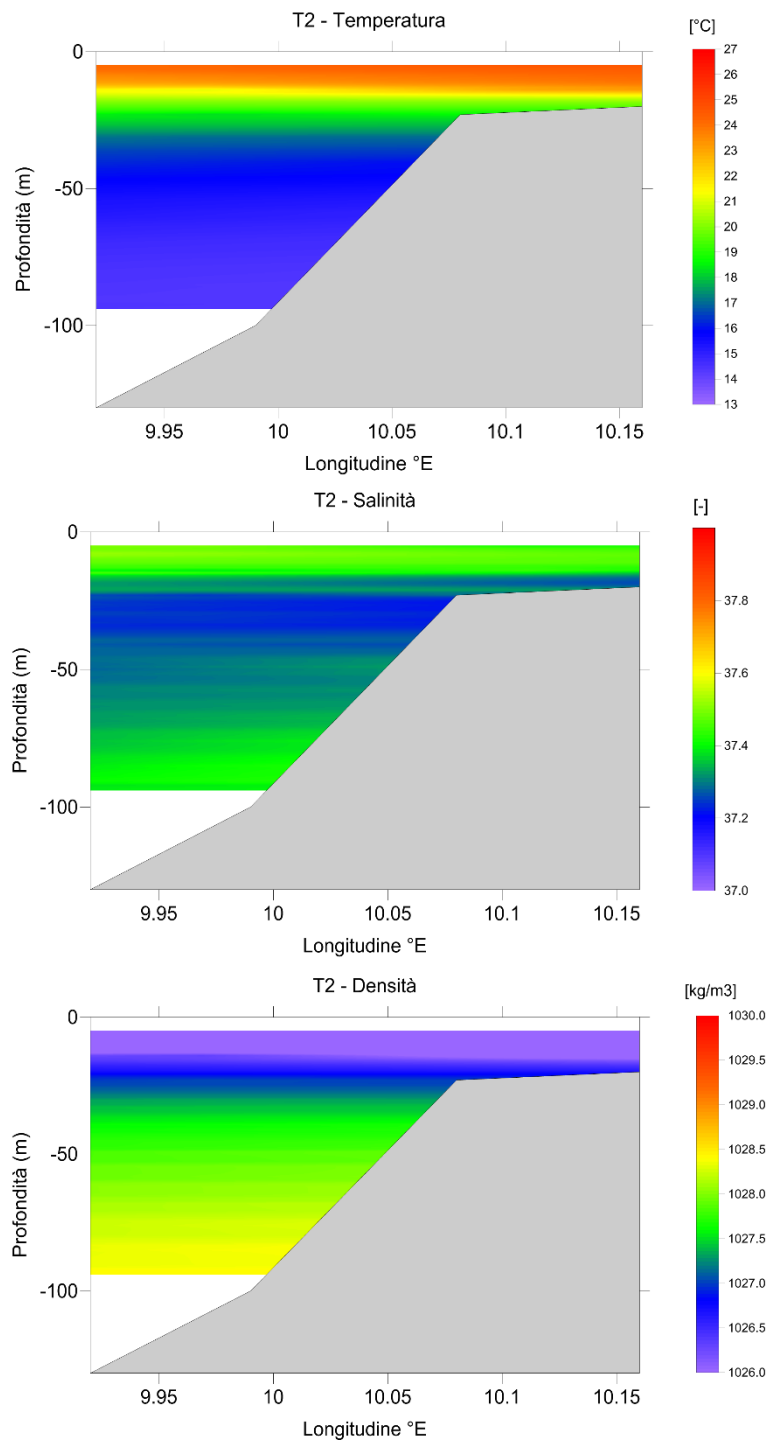 T2 - Temperatura
[°C]
0
-50
-100
Profondità (m)
9.95 10 10.05 10.1 10.15
Longitudine °E
27
26
25
24
23
22
21
20
19
18
17
16
15
14
13
T2 - Salinità
[-]
0
-50
-100
Profondità (m)
9.95 10 10.05 10.1 10.15
Longitudine °E
37.8
37.6
37.4
37.2
37.0
T2 - Densità
[kg/m3]
0
-50
-100
Profondità (m)
9.95 10 10.05 10.1 10.15
Longitudine °E
1030.0
1029.5
1029.0
1028.5
1028.0
1027.5
1027.0
1026.5
1026.0